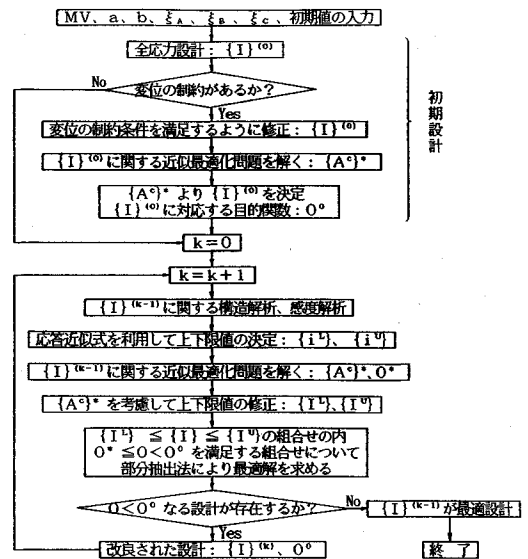 MV、a、b、ξA、ξB、ξC、初期値の入力
全応力設計：{I}(0)
No
変位の制約があるか？
Yes
変位の制約条件を満足するように修正：{I}(0)
{I}(0)に関する近似最適化問題を解く：{Ac}*
{Ac}* より {I}(0)を決定
{I}(0)に対応する目的関数：O°
初期設計
k=0
k=k+1
{I}(k-1)に関する構造解析、感度解析
応答近似式を利用して上下限値の決定：{iL}、{iU}
{I}(k-1)に関する近似最適化問題を解く：{Ac}*、O*
{Ac}* を考慮して上下限値の修正：{IL}、{IU}
{IL} ≦{I}≦{IU}の組合せの内
O* ≦O<O° を満足する組合せについて
部分抽出法により最適解を求める
O<O° なる設計が存在するか？
No
{I}(k-1)が最適設計
Yes
改良された設計：{I}(k)、O°
終 了